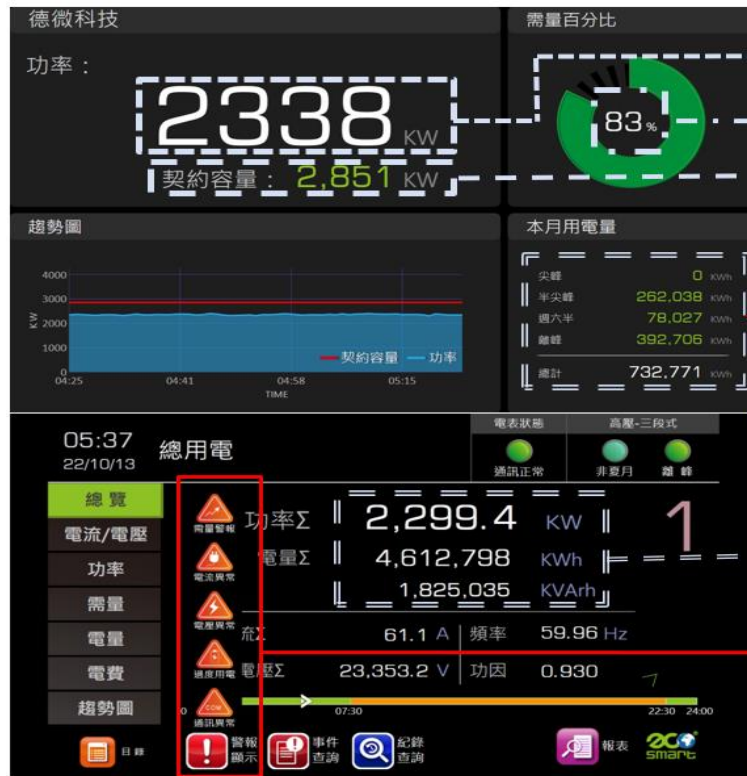 德微科技
需量百分比
功率：
2338 KW
契約容量： 2,851 KW
83%
趨勢圖
本月用電量
4000
3000
2000
1000
0
KW
契約容量 功率
04:25 04:41 04:58 05:15
TIME
尖峰 0 KWh
半尖峰 262,038 KWh
週六半 78,027 KWh
離峰 392,706 KWh
總計 732,771 KWh
05:37
22/10/13
總用電
電表狀態
高壓-三段式
通訊正常
非夏月
離峰
總覽
電流/電壓
功率
需量
電量
電費
趨勢圖
需量警報
電流異常
電壓異常
過度用電
COM
通訊異常
功率Σ 2,299.4 KW
電量Σ 4,612,798 KWh
1,825,035 KVArh
1
流Σ 61.1 A 頻率 59.96 Hz
電壓Σ 23,353.2 V 功因 0.930
0 07:30 22:30 24:00
目錄
警報顯示
事件查詢
紀錄查詢
報表
eco smart